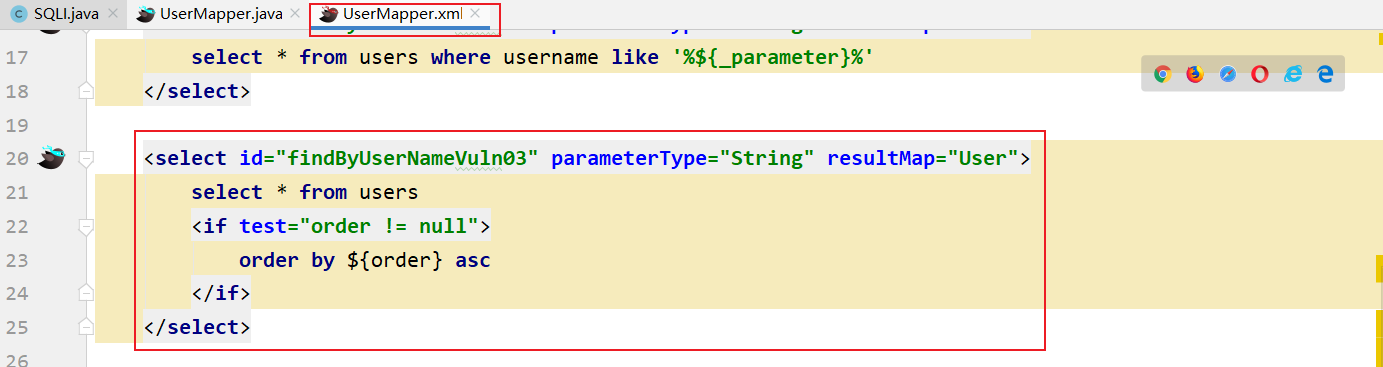 SQLI.java
UserMapper.java
UserMapper.xml
17 select * from users where username like '%${_parameter}%'
18 </select>
19
20 <select id="findByUserNameVuln03" parameterType="String" resultMap="User">
21 select * from users
22 <if test="order != null">
23 order by ${order} asc
24 </if>
25 </select>
26